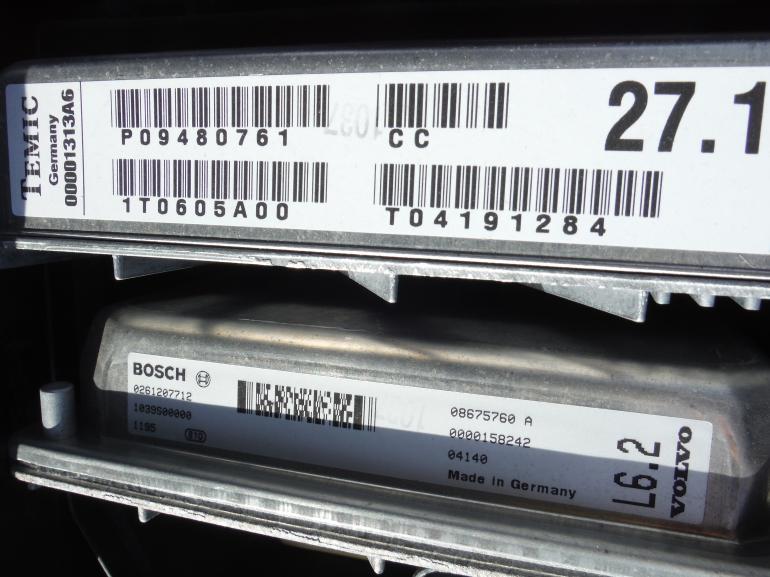 TEMIC
Germany
00001313A6
P09480761
CC
27.1
1T0605A00
T04191284
BOSCH
0261207712
1039S00000
1195
08675760 A
0000158242
04140
Made in Germany
L6.2
VOLVO